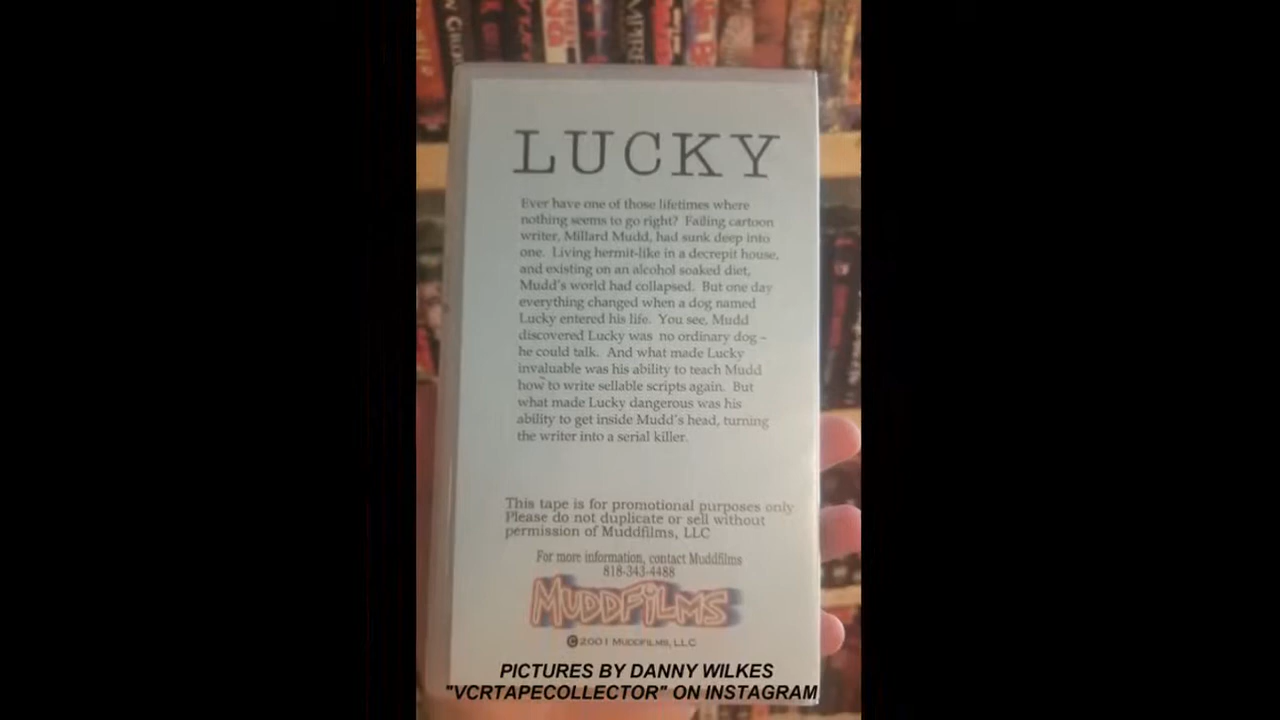 LUCKY
Ever have one of those lifetimes where
nothing seems to go right? Failing cartoon
writer, Millard Mudd, had sunk deep into
one. Living hermit-like in a decrepit house,
and existing on an alcohol soaked diet,
Mudd's world had collapsed. But one day
everything changed when a dog named
Lucky entered his life. You see, Mudd
discovered Lucky was no ordinary dog –
he could talk. And what made Lucky
invaluable was his ability to teach Mudd
how to write sellable scripts again. But
what made Lucky dangerous was his
ability to get inside Mudd's head, turning
the writer into a serial killer.
This tape is for promotional purposes only
Please do not duplicate or sell without
permission of Muddfilms, LLC
For more information, contact Muddfilms
818-343-4488
MUDDFILMS
©2001 MUDDFILMS, LLC
PICTURES BY DANNY WILKES
"VCRTAPECOLLECTOR" ON INSTAGRAM